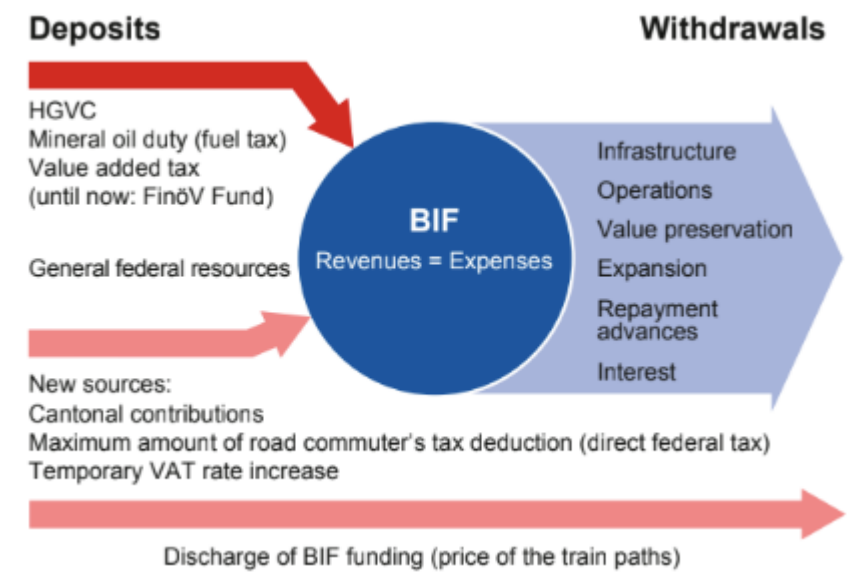 Deposits
Withdrawals
HGVC
Mineral oil duty (fuel tax)
Value added tax
(until now: FinöV Fund)
General federal resources
BIF
Revenues = Expenses
Infrastructure
Operations
Value preservation
Expansion
Repayment
advances
Interest
New sources:
Cantonal contributions
Maximum amount of road commuter's tax deduction (direct federal tax)
Temporary VAT rate increase
Discharge of BIF funding (price of the train paths)